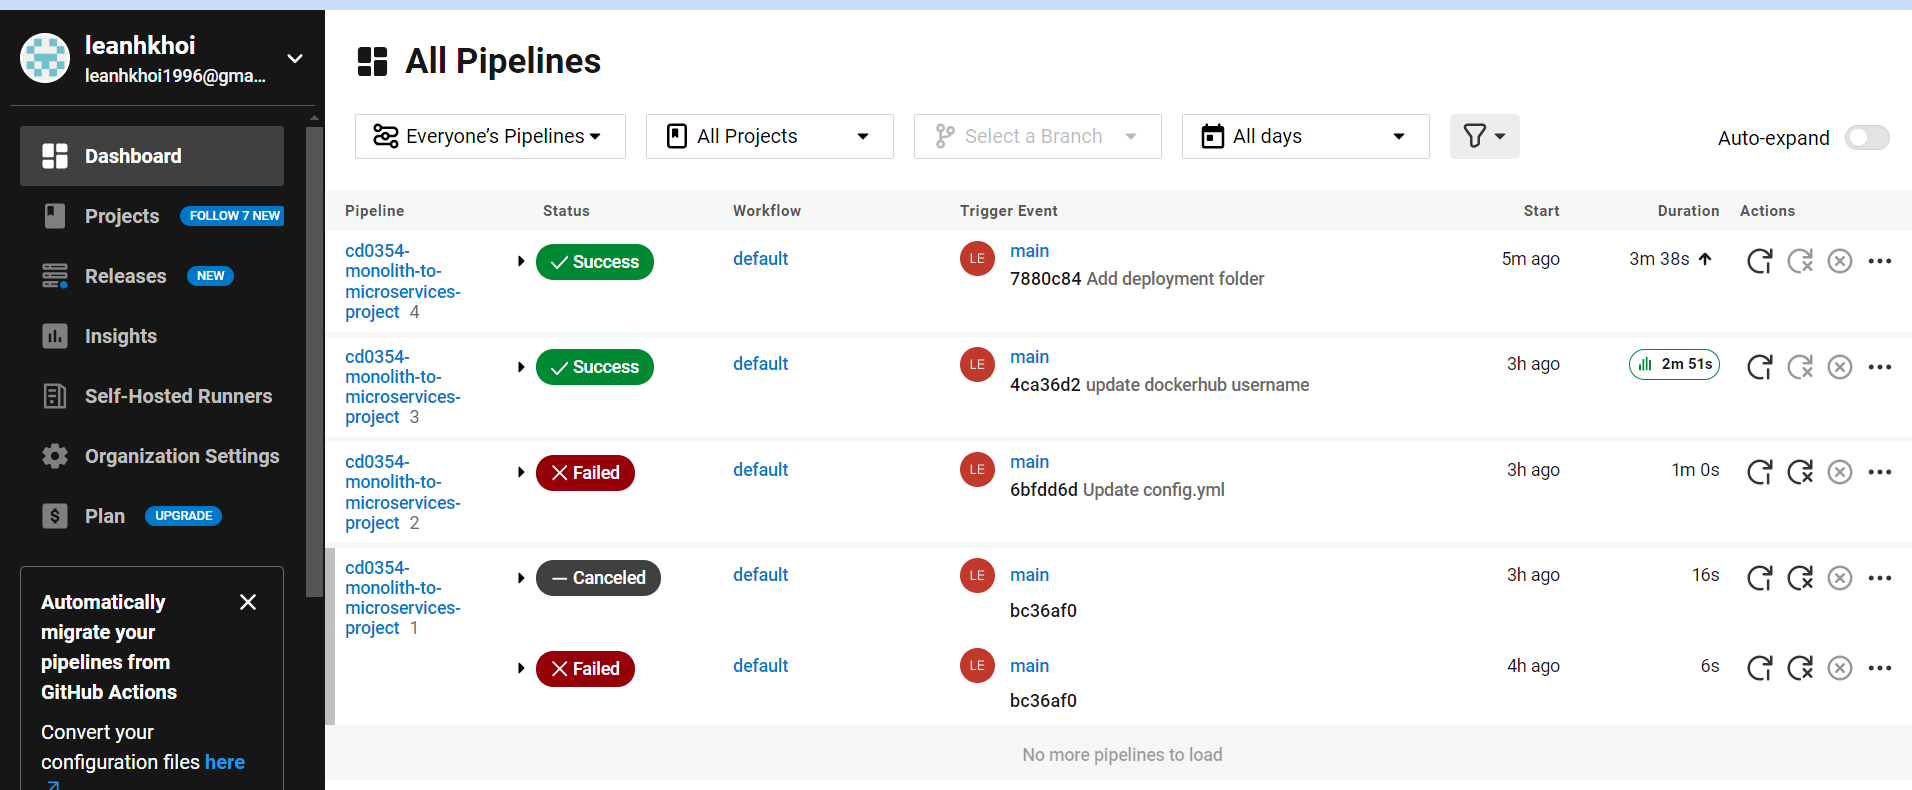 leanhkhoi
leanhkhoi1996@gma...
Dashboard
Projects FOLLOW 7 NEW
Releases NEW
Insights
Self-Hosted Runners
Organization Settings
Plan UPGRADE
Automatically
migrate your
pipelines from
GitHub Actions
Convert your
configuration files here
All Pipelines
Everyone's Pipelines
All Projects
Select a Branch
All days
Auto-expand
Pipeline Status Workflow Trigger Event Start Duration Actions
cd0354-
monolith-to-
microservices-
project 4
Success
default
LE
main
7880c84 Add deployment folder
5m ago
3m 38s
cd0354-
monolith-to-
microservices-
project 3
Success
default
LE
main
4ca36d2 update dockerhub username
3h ago
2m 51s
cd0354-
monolith-to-
microservices-
project 2
Failed
default
LE
main
6bfdd6d Update config.yml
3h ago
1m 0s
cd0354-
monolith-to-
microservices-
project 1
Canceled
default
LE
main
bc36af0
3h ago
16s
Failed
default
LE
main
bc36af0
4h ago
6s
No more pipelines to load